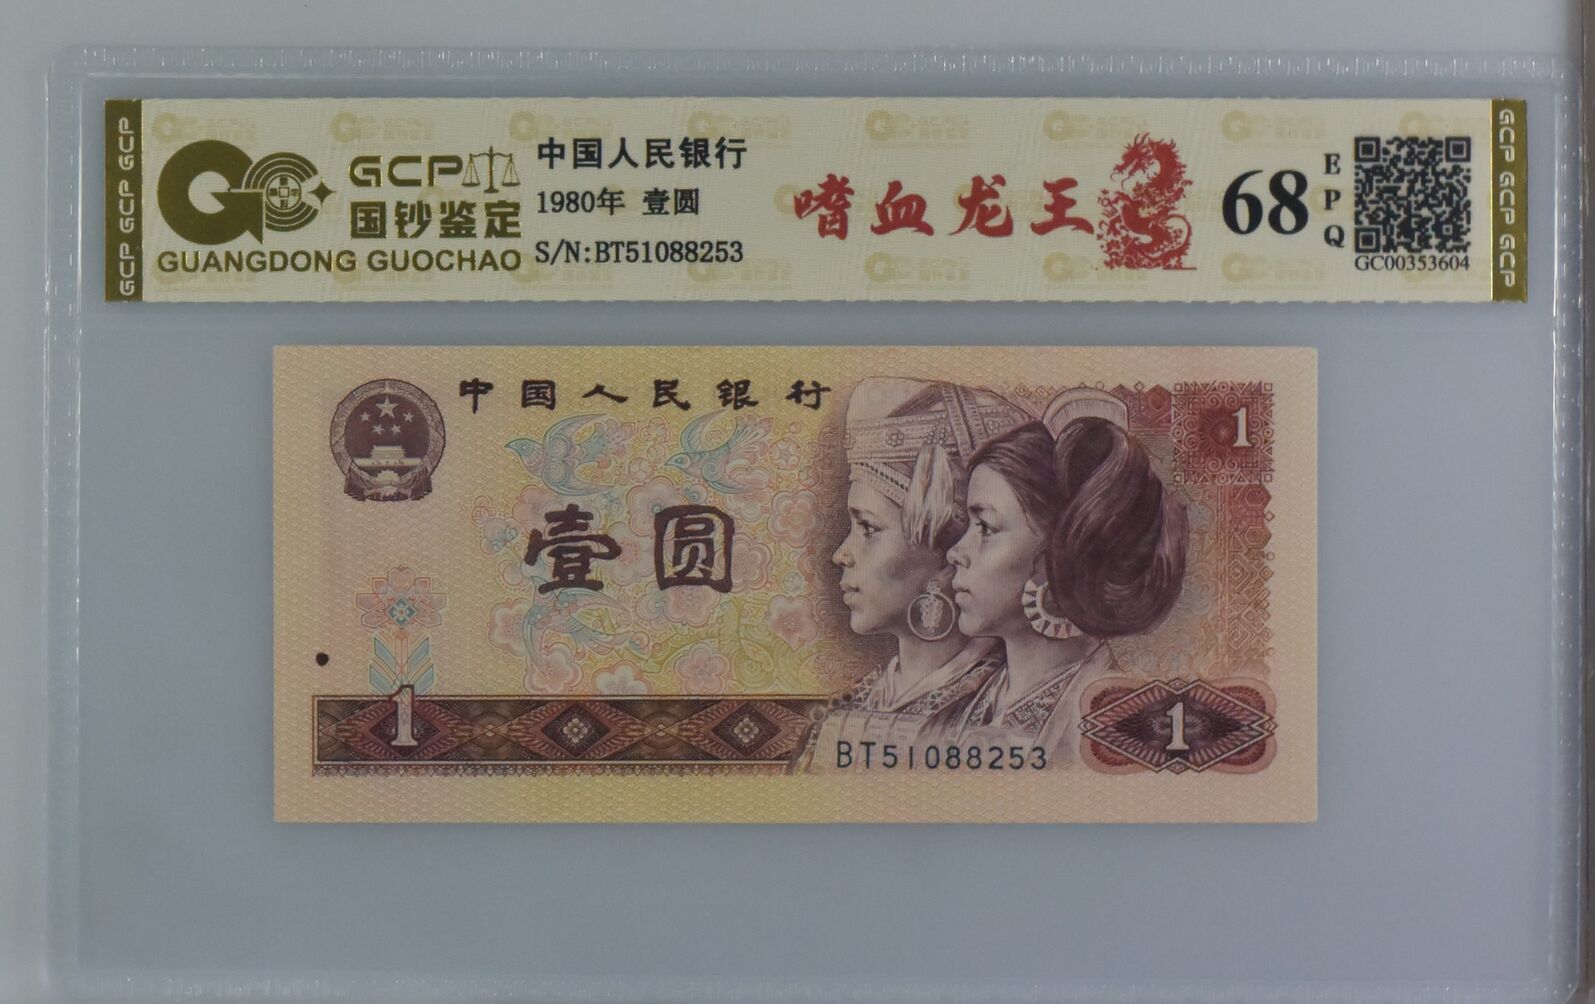 GCP GCP GCP
GCP
国钞鉴定
GUANGDONG GUOCHAO
中国人民银行
1980年 壹圆
S/N:BT51088253
嗜血龙王
68
EPQ
GC00353604
GCP GCP GCP
中国人民银行
1
壹圆
1
BT51088253
1